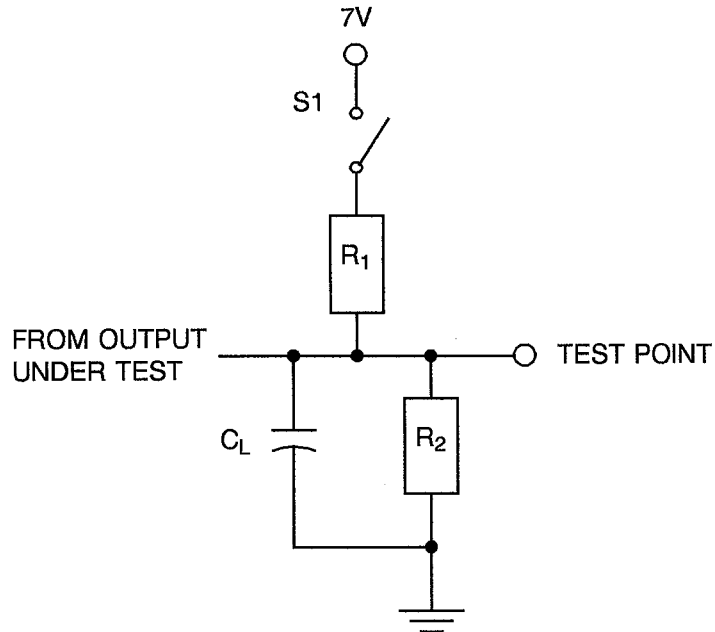 7V
S1
R1
FROM OUTPUT
UNDER TEST
TEST POINT
CL
R2